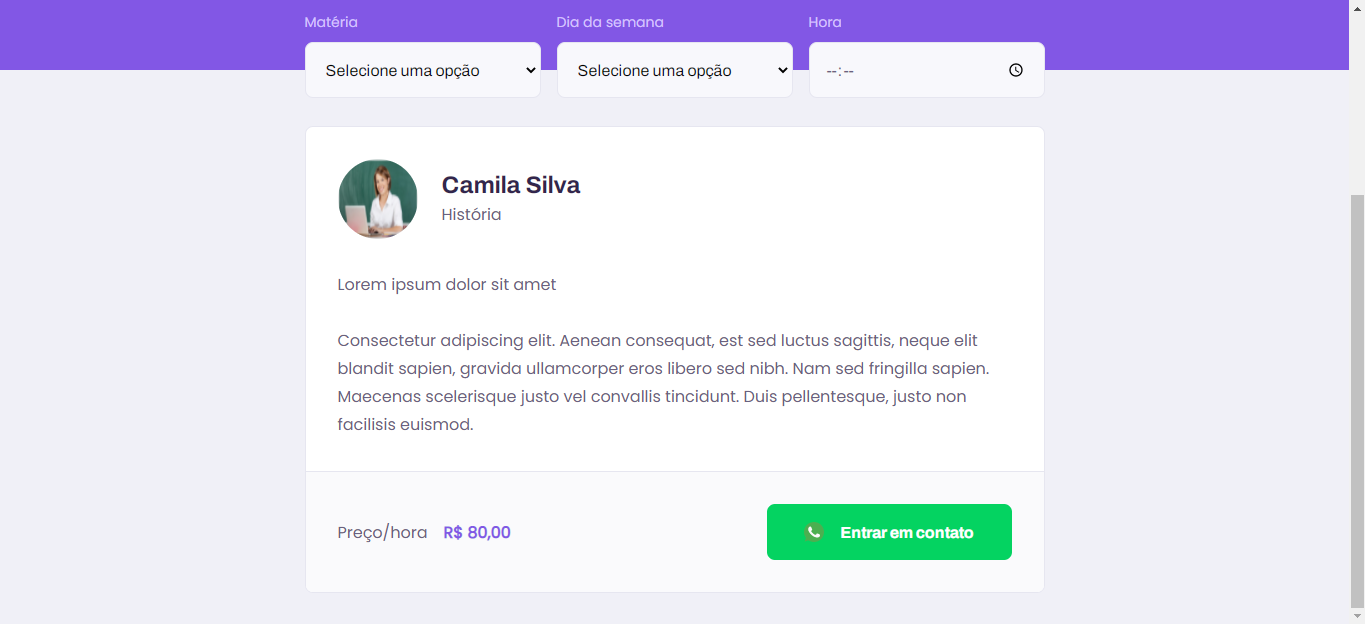 Matéria Dia da semana Hora
Selecione uma opção Selecione uma opção --:--
Camila Silva
História
Lorem ipsum dolor sit amet
Consectetur adipiscing elit. Aenean consequat, est sed luctus sagittis, neque elit
blandit sapien, gravida ullamcorper eros libero sed nibh. Nam sed fringilla sapien.
Maecenas scelerisque justo vel convallis tincidunt. Duis pellentesque, justo non
facilisis euismod.
Preço/hora R$ 80,00 Entrar em contato